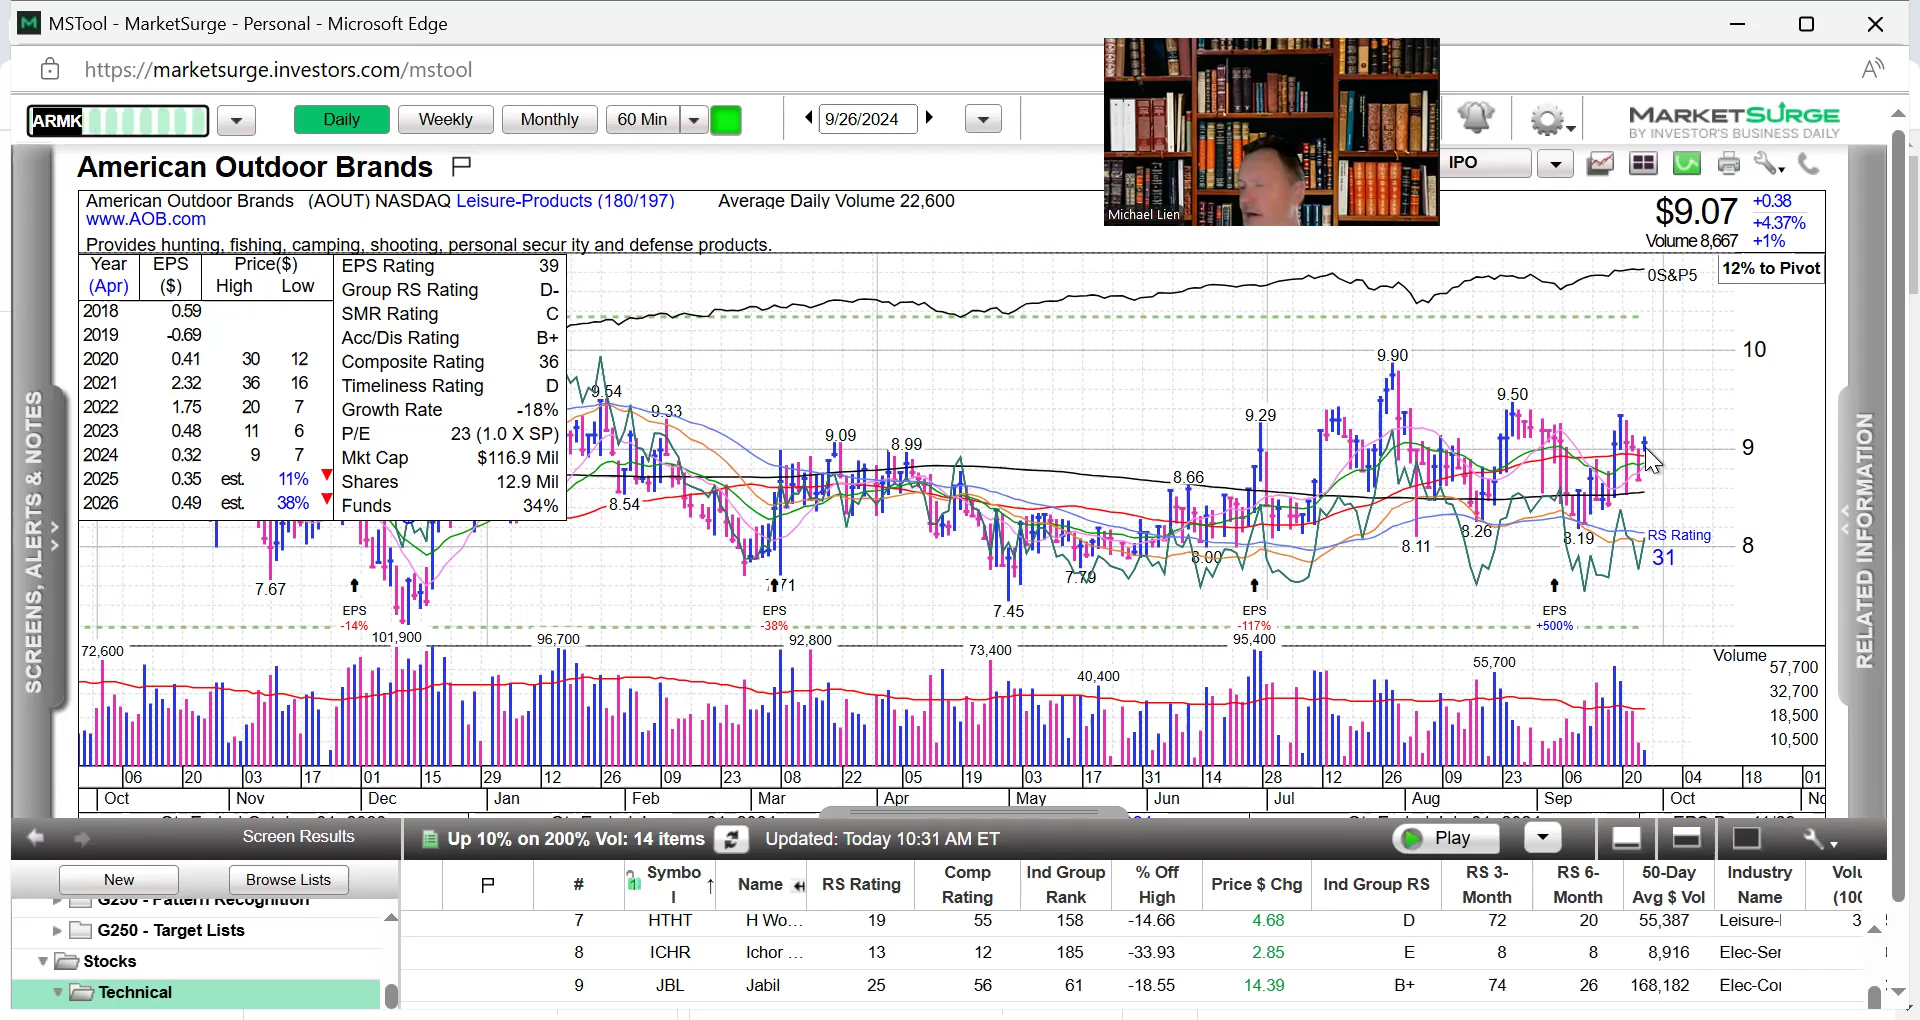 MSTool - MarketSurge - Personal - Microsoft Edge
https://marketsurge.investors.com/mstool
ARMK
Daily
Weekly
Monthly
60 Min
9/26/2024
MARKETSURGE
BY INVESTOR'S BUSINESS DAILY
American Outdoor Brands
IPO
Michael Lien
American Outdoor Brands (AOUT) NASDAQ Leisure-Products (180/197) Average Daily Volume 22,600
www.AOB.com
Provides hunting, fishing, camping, shooting, personal secur ity and defense products.
$9.07 +0.38
+4.37%
Volume 8,667 +1%
12% to Pivot
0S&P5
Year EPS Price($)
(Apr) ($) High Low
2018 0.59
2019 -0.69
2020 0.41 30 12
2021 2.32 36 16
2022 1.75 20 7
2023 0.48 11 6
2024 0.32 9 7
2025 0.35 est. 11%
2026 0.49 est. 38%
EPS Rating 39
Group RS Rating D-
SMR Rating C
Acc/Dis Rating B+
Composite Rating 36
Timeliness Rating D
Growth Rate -18%
P/E 23 (1.0 X SP)
Mkt Cap $116.9 Mil
Shares 12.9 Mil
Funds 34%
10
9
8
9.54
9.33
9.09
8.99
9.29
9.90
9.50
8.54
8.66
8.00
8.11
8.26
8.19
7.67
7.71
7.45
7.79
RS Rating
31
EPS
-14%
EPS
-38%
EPS
-117%
EPS
+500%
72,600
101,900
96,700
92,800
73,400
40,400
95,400
55,700
Volume
57,700
32,700
18,500
10,500
06 20 03 17 01 15 29 12 26 09 23 08 22 05 19 03 17 31 14 28 12 26 09 23 06 20 04 18 01
Oct Nov Dec Jan Feb Mar Apr May Jun Jul Aug Sep Oct
SCREENS, ALERTS & NOTES
RELATED INFORMATION
Screen Results
Up 10% on 200% Vol: 14 items
Updated: Today 10:31 AM ET
Play
New
Browse Lists
G250 - Pattern Recognition
G250 - Target Lists
Stocks
Technical
# Symbo l Name RS Rating Comp Rating Ind Group Rank % Off High Price $ Chg Ind Group RS RS 3-Month RS 6-Month 50-Day Avg $ Vol Industry Name Volu (100
7 HTHT H Wo... 19 55 158 -14.66 4.68 D 72 20 55,387 Leisure- 3
8 ICHR Ichor ... 13 12 185 -33.93 2.85 E 8 8 8,916 Elec-Ser
9 JBL Jabil 25 56 61 -18.55 14.39 B+ 74 26 168,182 Elec-Cor